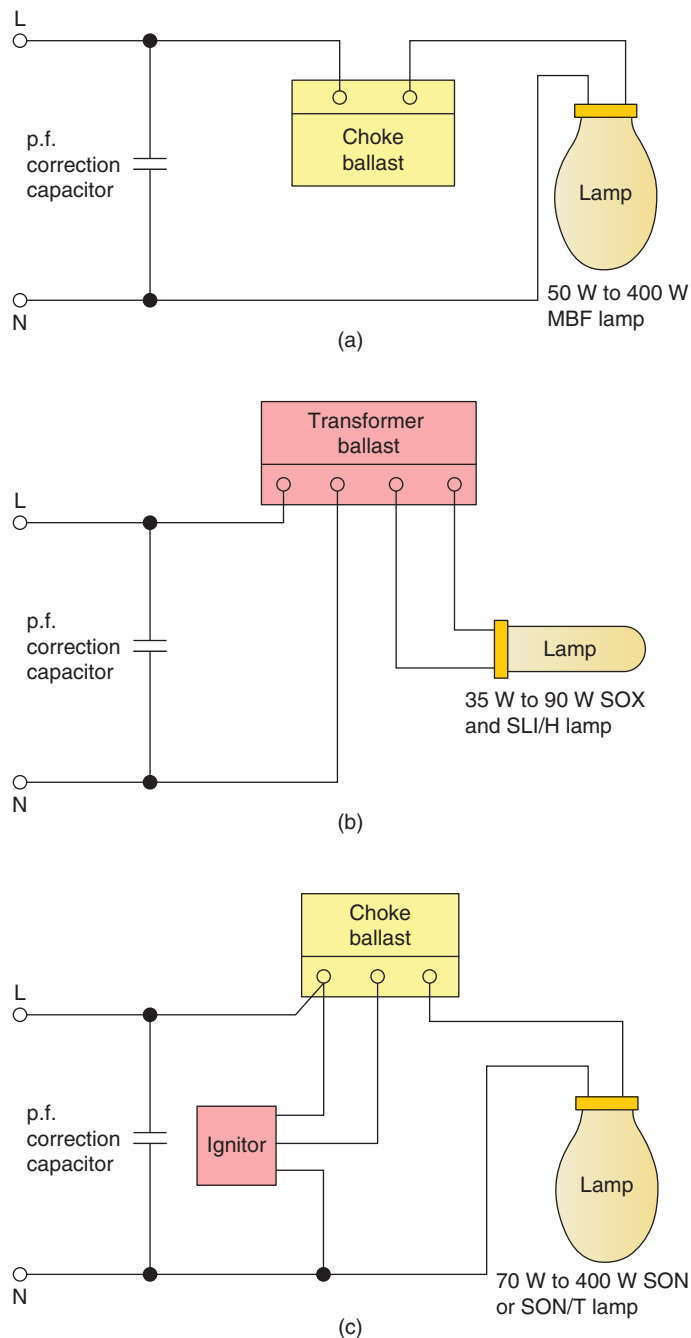 L
p.f.
correction
capacitor
Choke
ballast
Lamp
50 W to 400 W
MBF lamp
N
(a)
Transformer
ballast
L
p.f.
correction
capacitor
Lamp
35 W to 90 W SOX
and SLI/H lamp
N
(b)
Choke
ballast
L
p.f.
correction
capacitor
Ignitor
Lamp
70 W to 400 W SON
or SON/T lamp
N
(c)